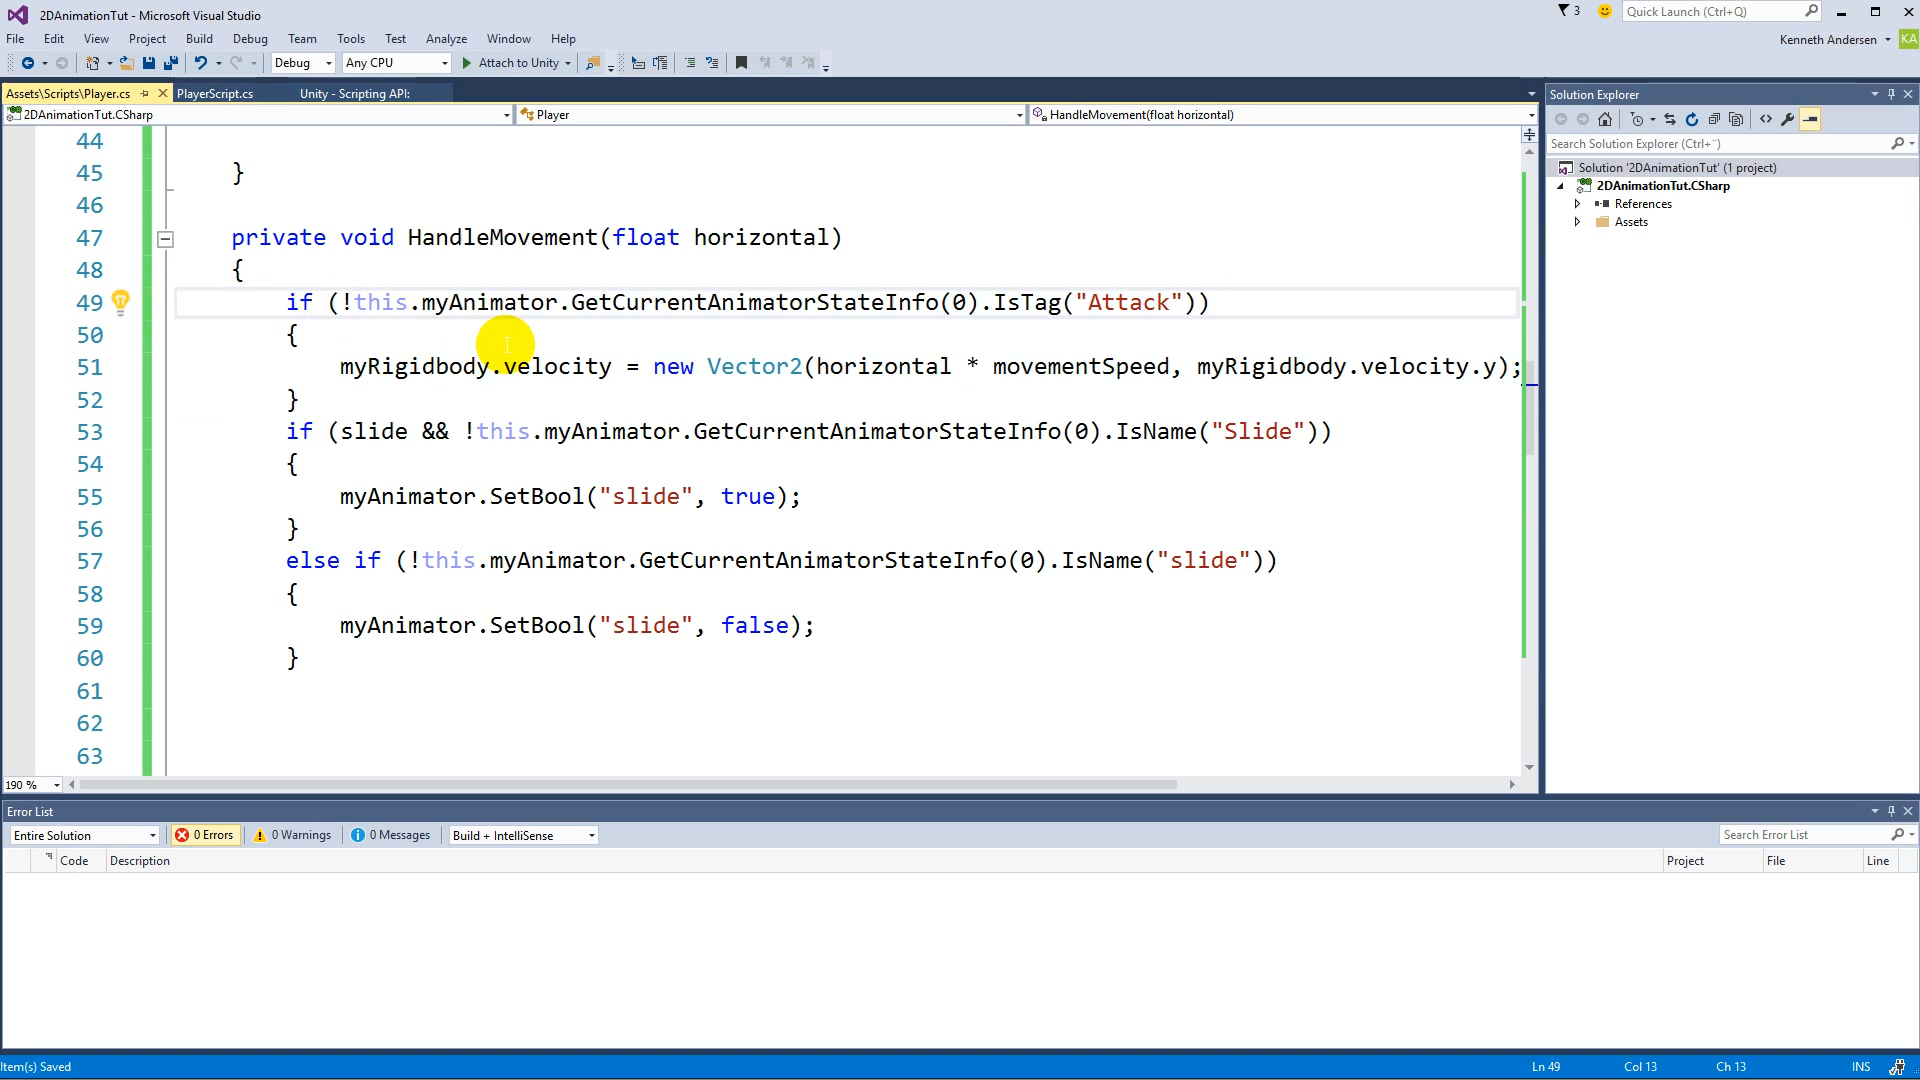 2DAnimationTut - Microsoft Visual Studio
3
Quick Launch (Ctrl+Q)
File Edit View Project Build Debug Team Tools Test Analyze Window Help
Kenneth Andersen KA
Debug Any CPU Attach to Unity
Assets\Scripts\Player.cs PlayerScript.cs Unity - Scripting API:
2DAnimationTut.CSharp Player HandleMovement(float horizontal)
44
45 }
46
47 private void HandleMovement(float horizontal)
48 {
49 if (!this.myAnimator.GetCurrentAnimatorStateInfo(0).IsTag("Attack"))
50 {
51 myRigidbody.velocity = new Vector2(horizontal * movementSpeed, myRigidbody.velocity.y);
52 }
53 if (slide && !this.myAnimator.GetCurrentAnimatorStateInfo(0).IsName("Slide"))
54 {
55 myAnimator.SetBool("slide", true);
56 }
57 else if (!this.myAnimator.GetCurrentAnimatorStateInfo(0).IsName("slide"))
58 {
59 myAnimator.SetBool("slide", false);
60 }
61
62
63
190 %
Solution Explorer
Search Solution Explorer (Ctrl+¨)
Solution '2DAnimationTut' (1 project)
2DAnimationTut.CSharp
References
Assets
Error List
Entire Solution 0 Errors 0 Warnings 0 Messages Build + IntelliSense
Search Error List
Code Description Project File Line
Item(s) Saved Ln 49 Col 13 Ch 13 INS